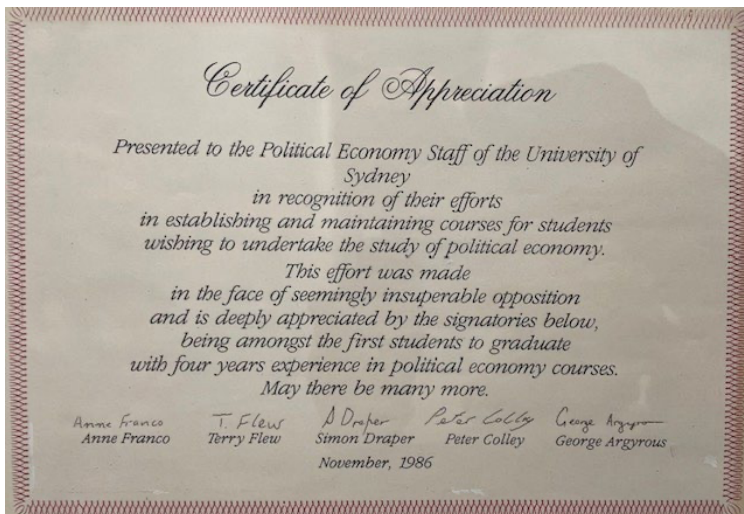 Certificate of Appreciation
Presented to the Political Economy Staff of the University of
Sydney
in recognition of their efforts
in establishing and maintaining courses for students
wishing to undertake the study of political economy.
This effort was made
in the face of seemingly insuperable opposition
and is deeply appreciated by the signatories below,
being amongst the first students to graduate
with four years experience in political economy courses.
May there be many more.
Anne Franco T. Flew S Draper Peter Colley George Argyrous
Anne Franco Terry Flew Simon Draper Peter Colley George Argyrous
November, 1986